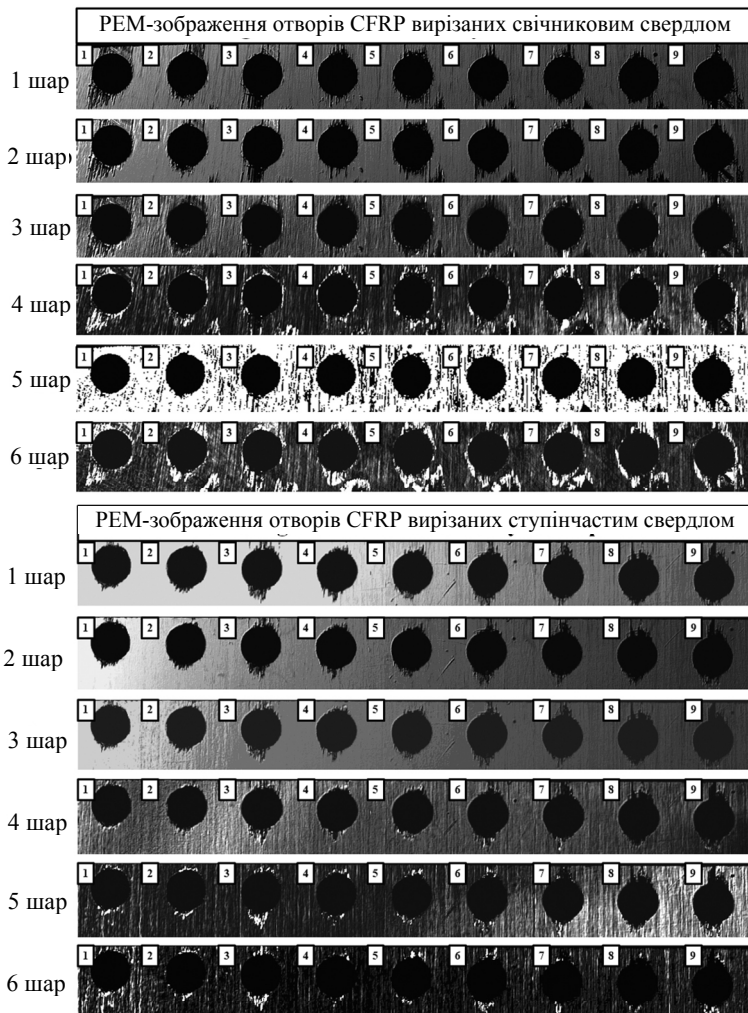 РЕМ-зображення отворів CFRP вирізаних свічниковим свердлом
1 шар 1 2 3 4 5 6 7 8 9
2 шар 1 2 3 4 5 6 7 8 9
3 шар 1 2 3 4 5 6 7 8 9
4 шар 1 2 3 4 5 6 7 8 9
5 шар 1 2 3 4 5 6 7 8 9
6 шар 1 2 3 4 5 6 7 8 9
РЕМ-зображення отворів CFRP вирізаних ступінчастим свердлом
1 шар 1 2 3 4 5 6 7 8 9
2 шар 1 2 3 4 5 6 7 8 9
3 шар 1 2 3 4 5 6 7 8 9
4 шар 1 2 3 4 5 6 7 8 9
5 шар 1 2 3 4 5 6 7 8 9
6 шар 1 2 3 4 5 6 7 8 9